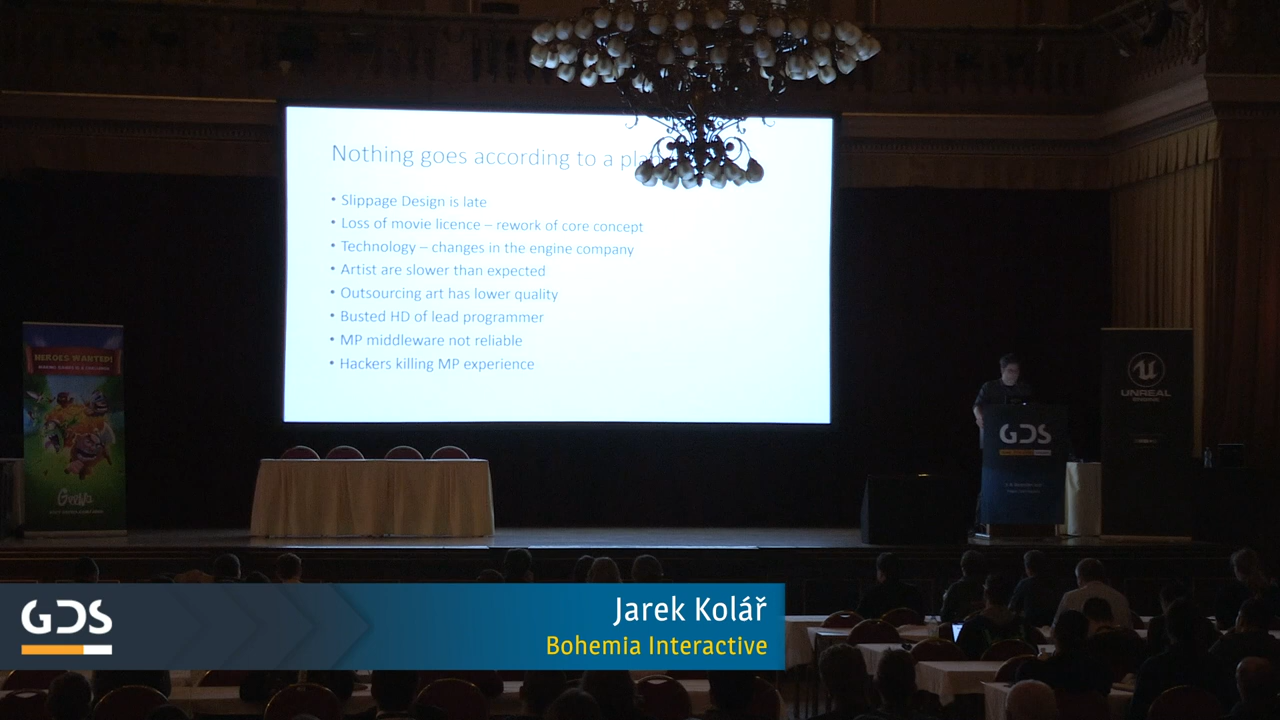 Nothing goes according to a pla
• Slippage Design is late
• Loss of movie licence – rework of core concept
• Technology – changes in the engine company
• Artist are slower than expected
• Outsourcing art has lower quality
• Busted HD of lead programmer
• MP middleware not reliable
• Hackers killing MP experience
HEROES WANTED!
Geewa
UNREAL
ENGINE
GDS
GDS
Jarek Kolář
Bohemia Interactive